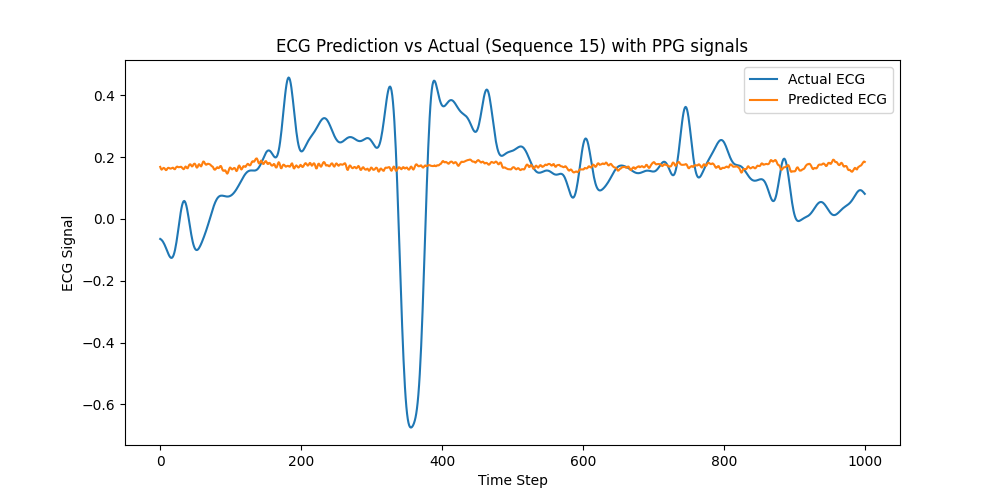 ECG Prediction vs Actual (Sequence 15) with PPG signals
Actual ECG
Predicted ECG
ECG Signal
0.4
0.2
0.0
−0.2
−0.4
−0.6
0
200
400
600
800
1000
Time Step